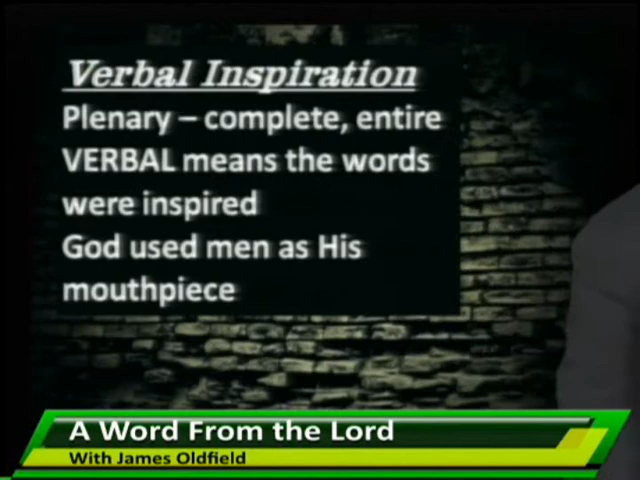 Verbal Inspiration
Plenary – complete, entire
VERBAL means the words
were inspired
God used men as His
mouthpiece
A Word From the Lord
With James Oldfield